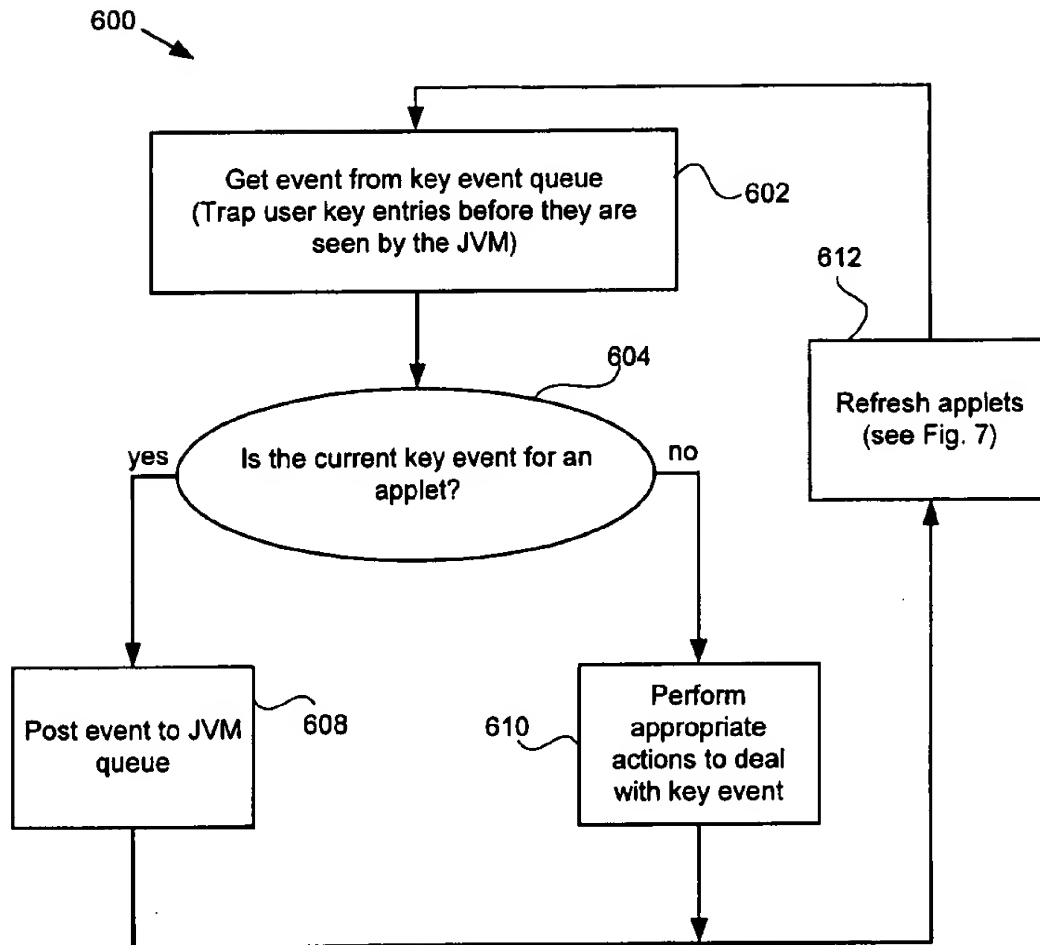 600
Get event from key event queue
(Trap user key entries before they are
seen by the JVM)
602
612
Refresh applets
(see Fig. 7)
604
yes
Is the current key event for an
applet?
no
Post event to JVM
queue
608
610
Perform
appropriate
actions to deal
with key event